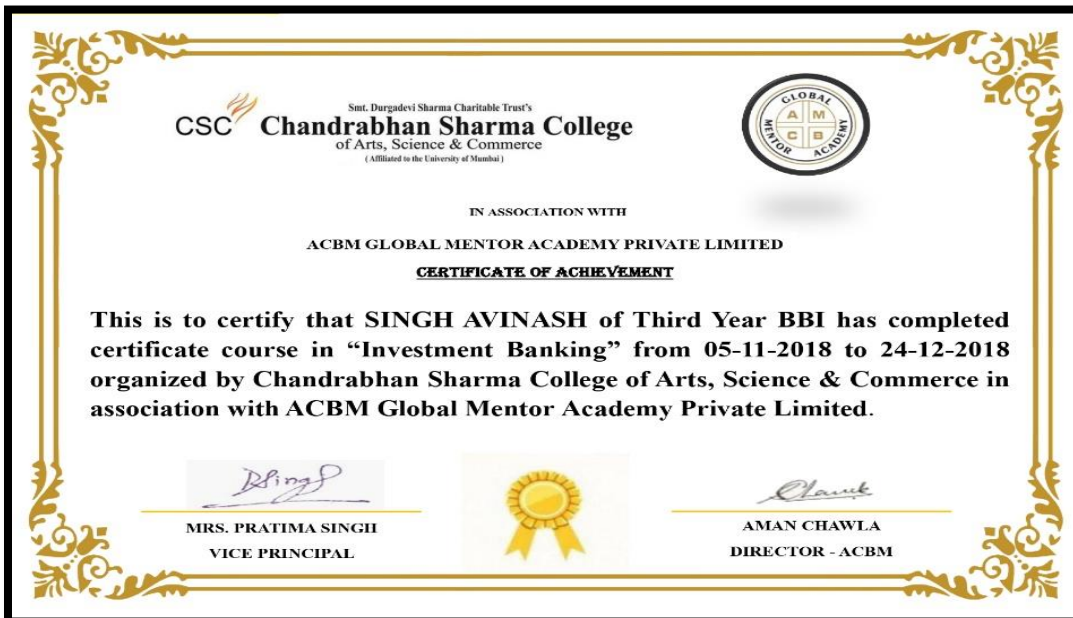 CSC
Smt. Durgadevi Sharma Charitable Trust's
Chandrabhan Sharma College
of Arts, Science & Commerce
( Affiliated to the University of Mumbai )
GLOBAL
A M
C B
MENTOR ACADEMY
IN ASSOCIATION WITH
ACBM GLOBAL MENTOR ACADEMY PRIVATE LIMITED
CERTIFICATE OF ACHIEVEMENT
This is to certify that SINGH AVINASH of Third Year BBI has completed
certificate course in “Investment Banking” from 05-11-2018 to 24-12-2018
organized by Chandrabhan Sharma College of Arts, Science & Commerce in
association with ACBM Global Mentor Academy Private Limited.
MRS. PRATIMA SINGH
VICE PRINCIPAL
AMAN CHAWLA
DIRECTOR - ACBM